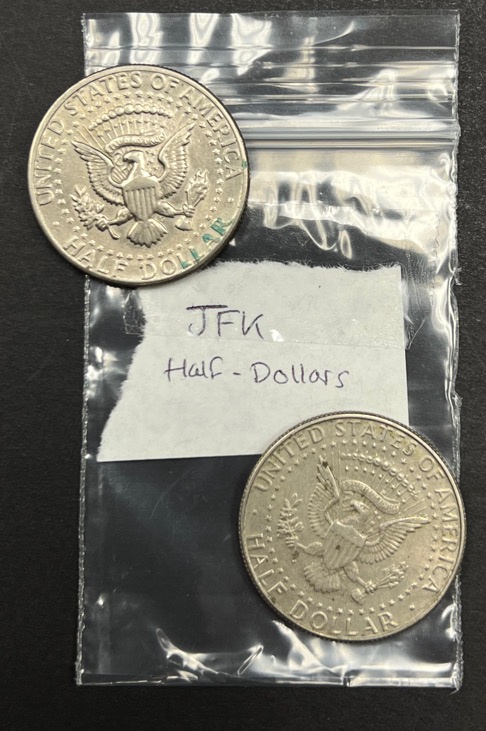 UNITED STATES OF AMERICA
HALF DOLLAR
JFK
Half - Dollars
UNITED STATES OF AMERICA
HALF DOLLAR